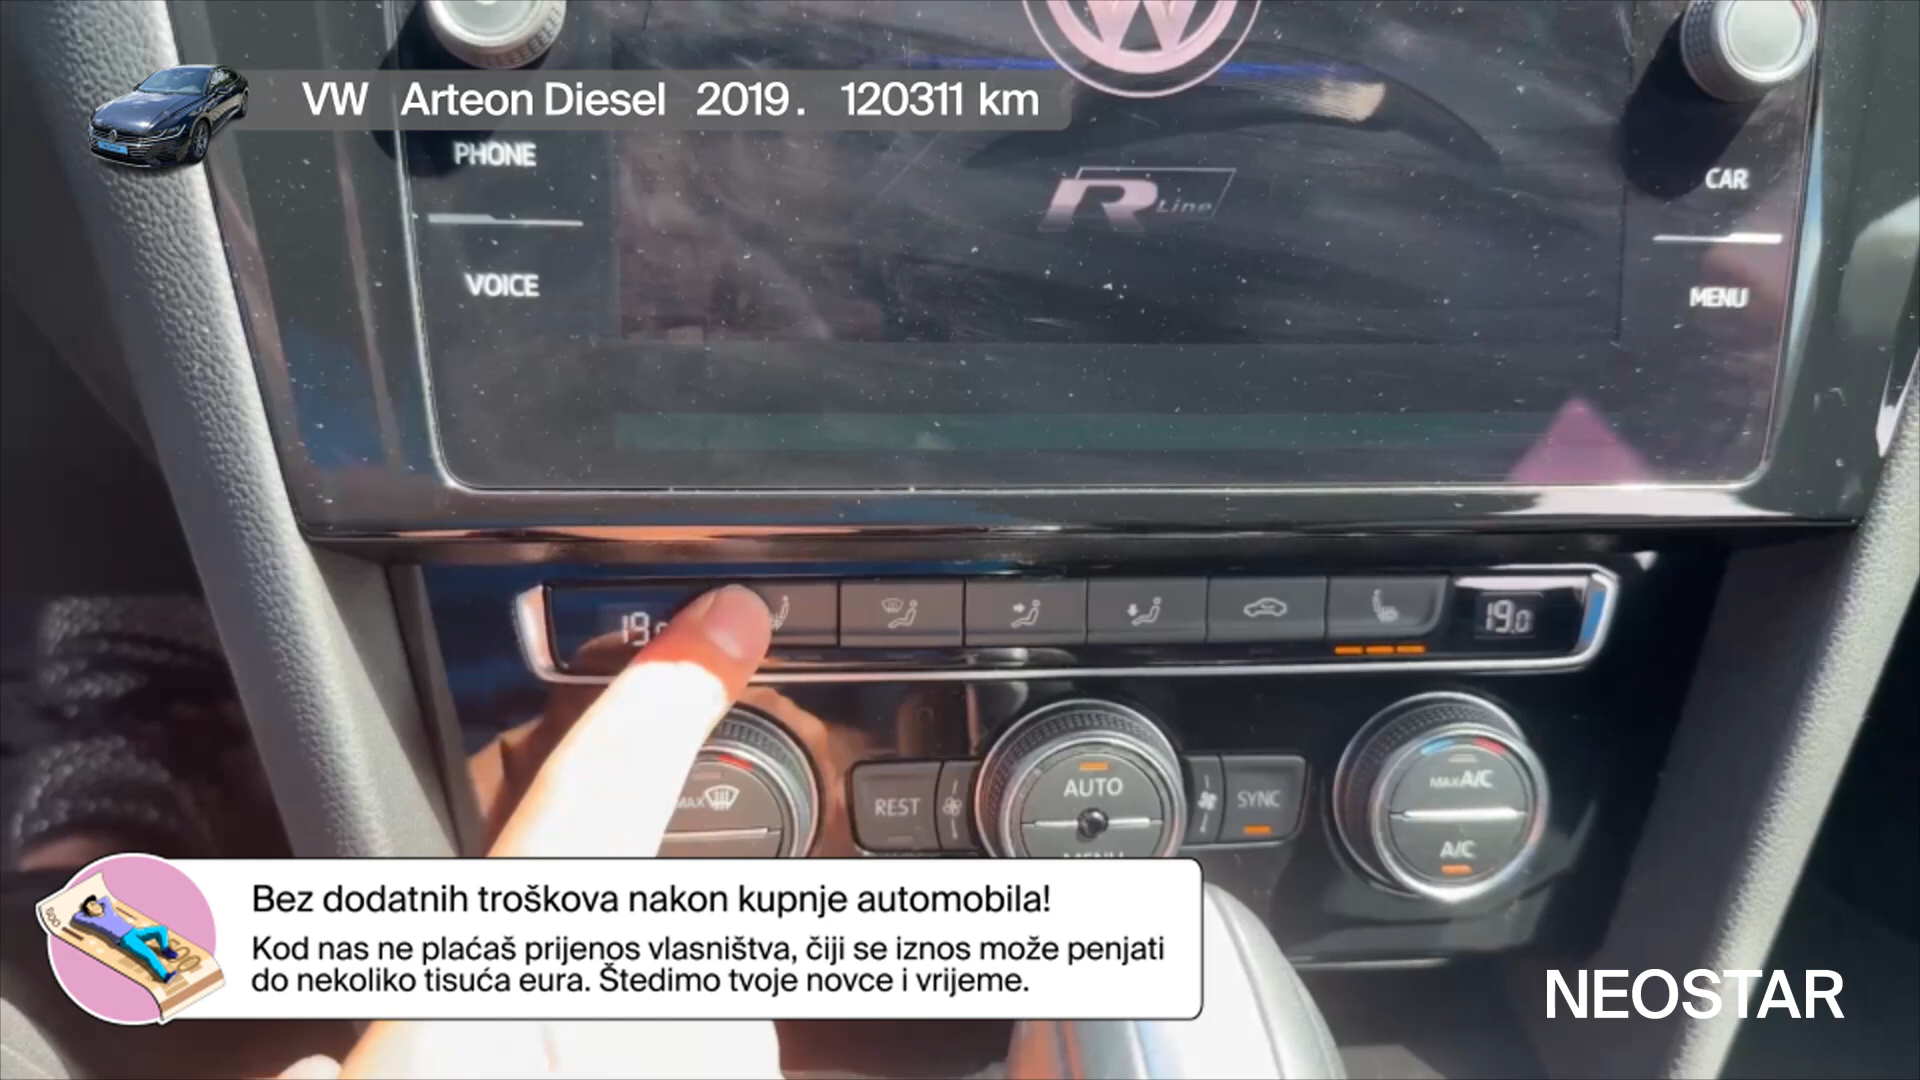 VW Arteon Diesel 2019. 120311 km
PHONE
VOICE
R Line
CAR
MENU
19.0
MAX
REST
AUTO
SYNC
MAX A/C
A/C
Bez dodatnih troškova nakon kupnje automobila!
Kod nas ne plaćaš prijenos vlasništva, čiji se iznos može penjati
do nekoliko tisuća eura. Štedimo tvoje novce i vrijeme.
NEOSTAR